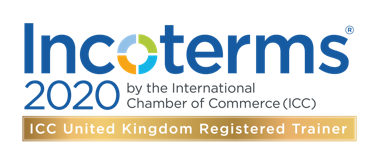 Incoterms®
2020 by the International
Chamber of Commerce (ICC)
ICC United Kingdom Registered Trainer